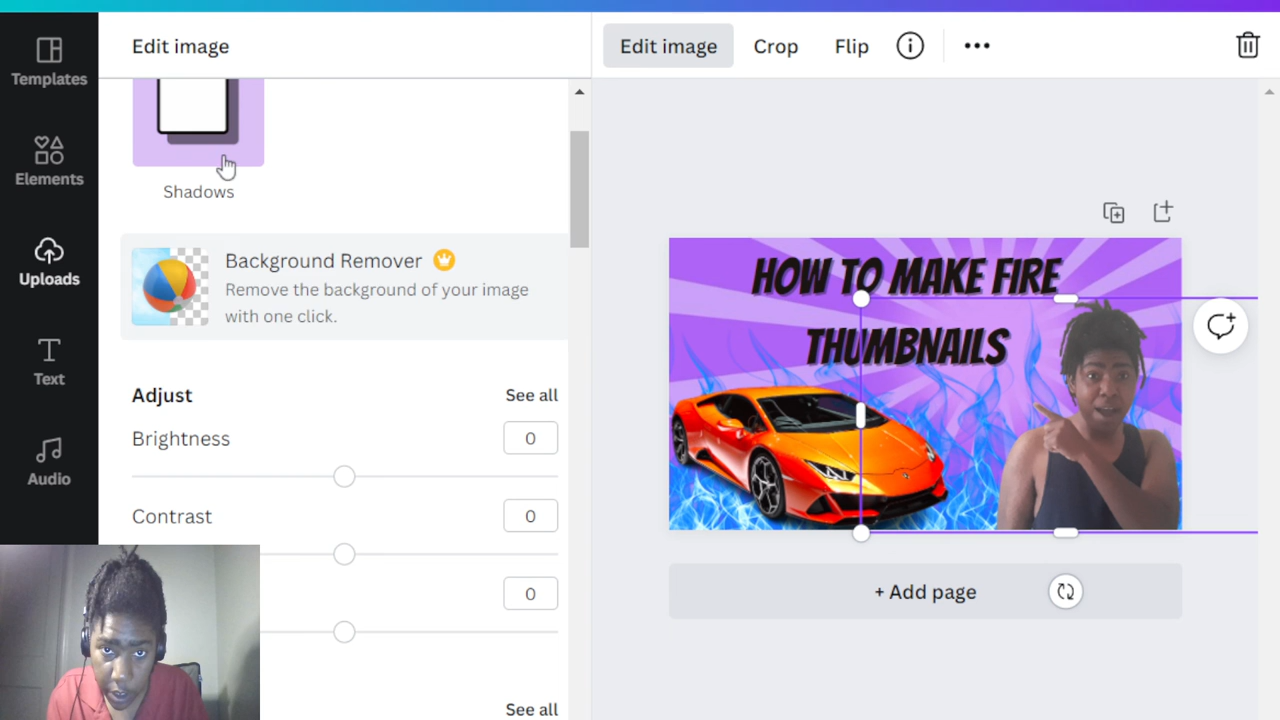 Templates
Elements
Uploads
Text
Audio
Edit image
Shadows
Background Remover
Remove the background of your image
with one click.
Adjust
See all
Brightness
0
Contrast
0
0
See all
Edit image
Crop
Flip
HOW TO MAKE FIRE
THUMBNAILS
+ Add page